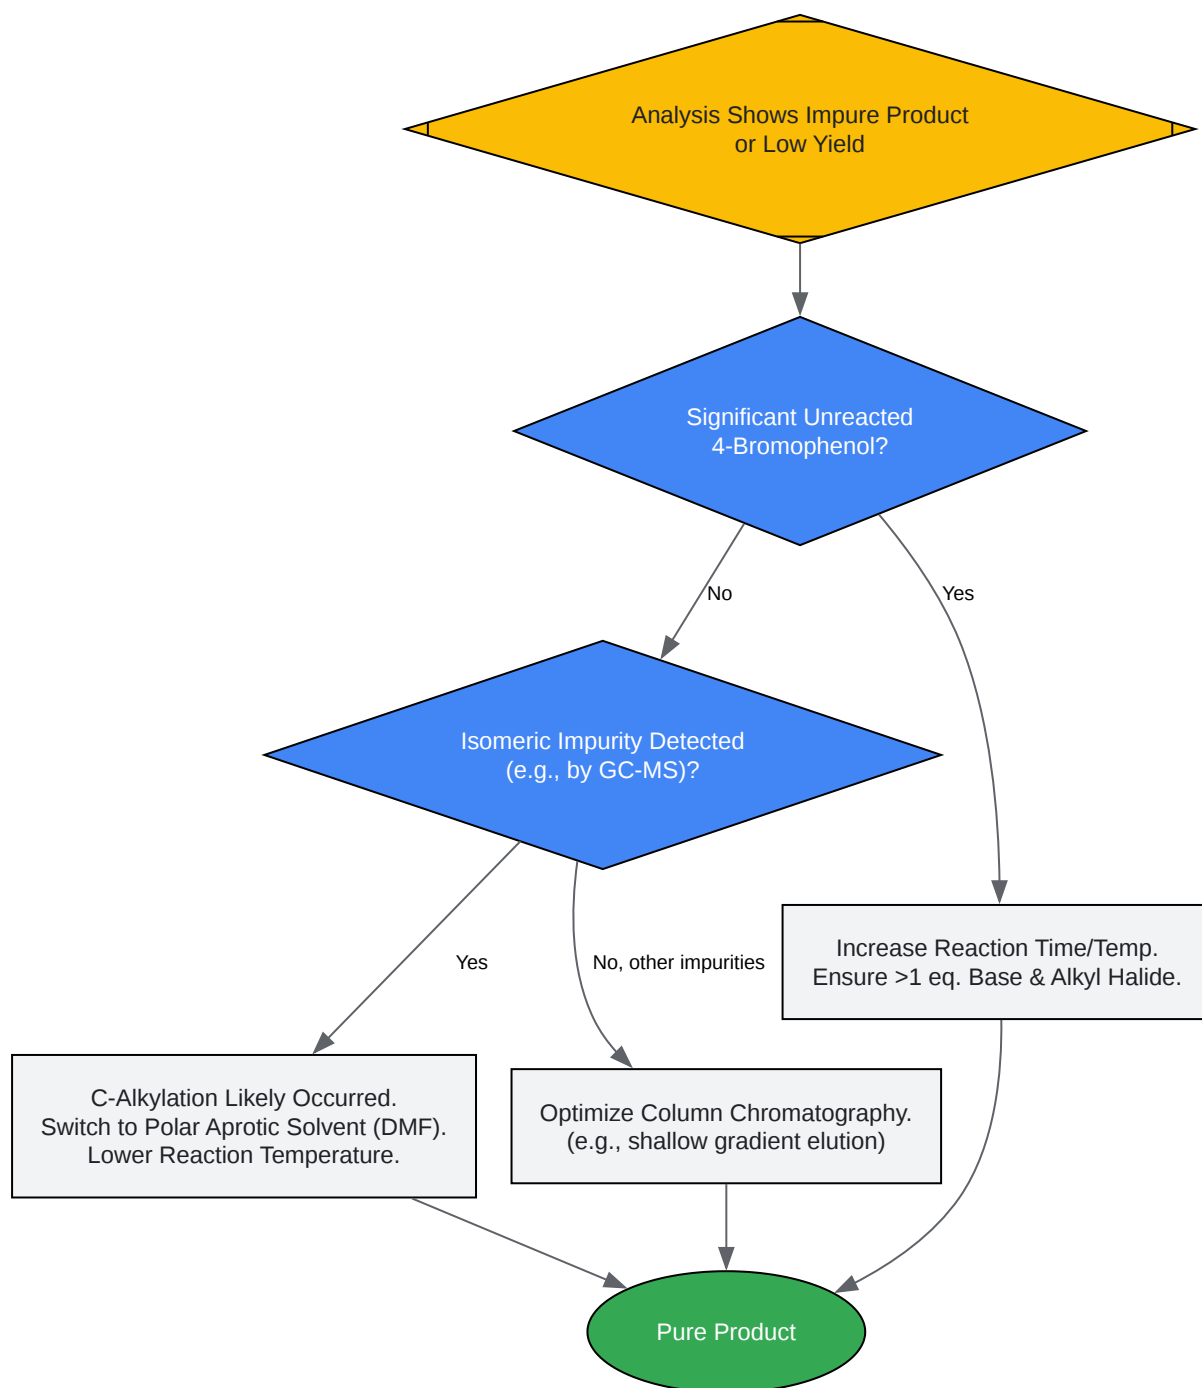 Analysis Shows Impure Product
or Low Yield
Significant Unreacted
4-Bromophenol?
No
Yes
Isomeric Impurity Detected
(e.g., by GC-MS)?
Yes
No, other impurities
Increase Reaction Time/Temp.
Ensure >1 eq. Base & Alkyl Halide.
C-Alkylation Likely Occurred.
Switch to Polar Aprotic Solvent (DMF).
Lower Reaction Temperature.
Optimize Column Chromatography.
(e.g., shallow gradient elution)
Pure Product